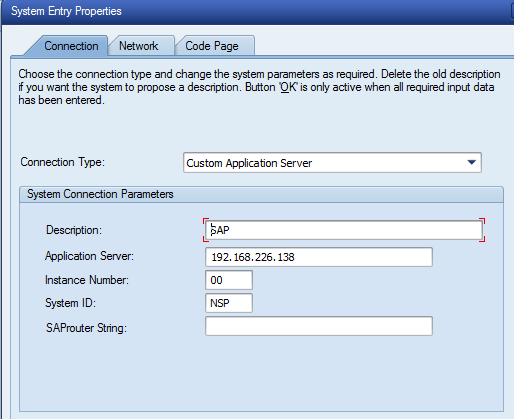 System Entry Properties
Connection Network Code Page
Choose the connection type and change the system parameters as required. Delete the old description
if you want the system to propose a description. Button 'OK' is only active when all required input data
has been entered.
Connection Type: Custom Application Server
System Connection Parameters
Description: SAP
Application Server: 192.168.226.138
Instance Number: 00
System ID: NSP
SAProuter String: